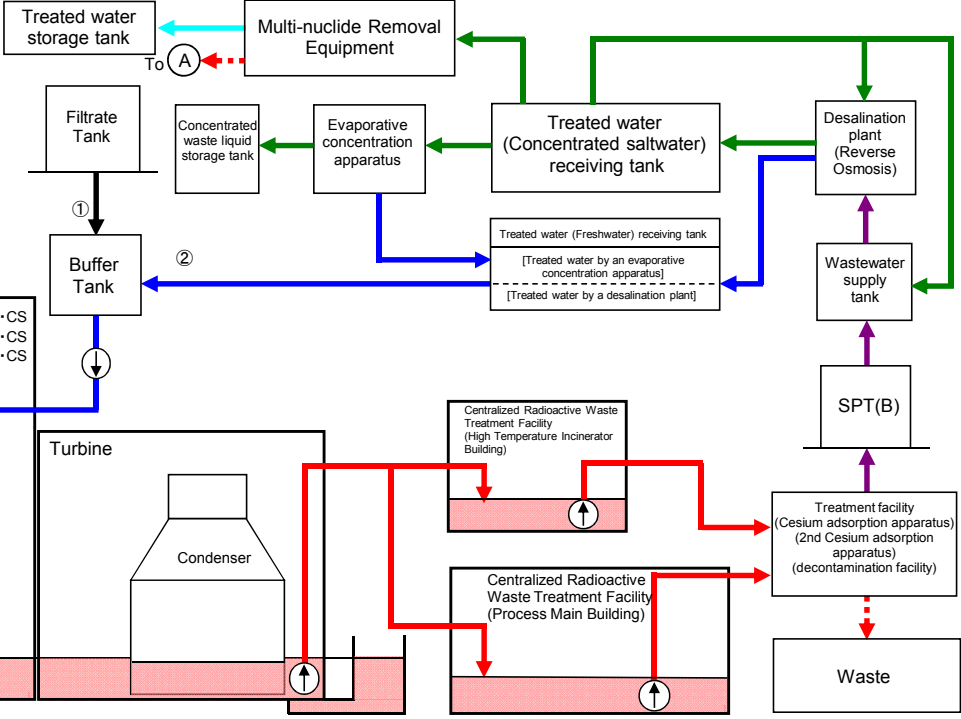 Treated water
storage tank
Multi-nuclide Removal
Equipment
To A
Filtrate
Tank
Concentrated
waste liquid
storage tank
Evaporative
concentration
apparatus
Treated water
(Concentrated saltwater)
receiving tank
Desalination
plant
(Reverse
Osmosis)
①
②
Buffer
Tank
Treated water (Freshwater) receiving tank
[Treated water by an evaporative
concentration apparatus]
[Treated water by a desalination plant]
Wastewater
supply
tank
・CS
・CS
・CS
SPT(B)
Turbine
Condenser
Centralized Radioactive Waste
Treatment Facility
(High Temperature Incinerator
Building)
Centralized Radioactive
Waste Treatment Facility
(Process Main Building)
Treatment facility
(Cesium adsorption apparatus)
(2nd Cesium adsorption
apparatus)
(decontamination facility)
Waste